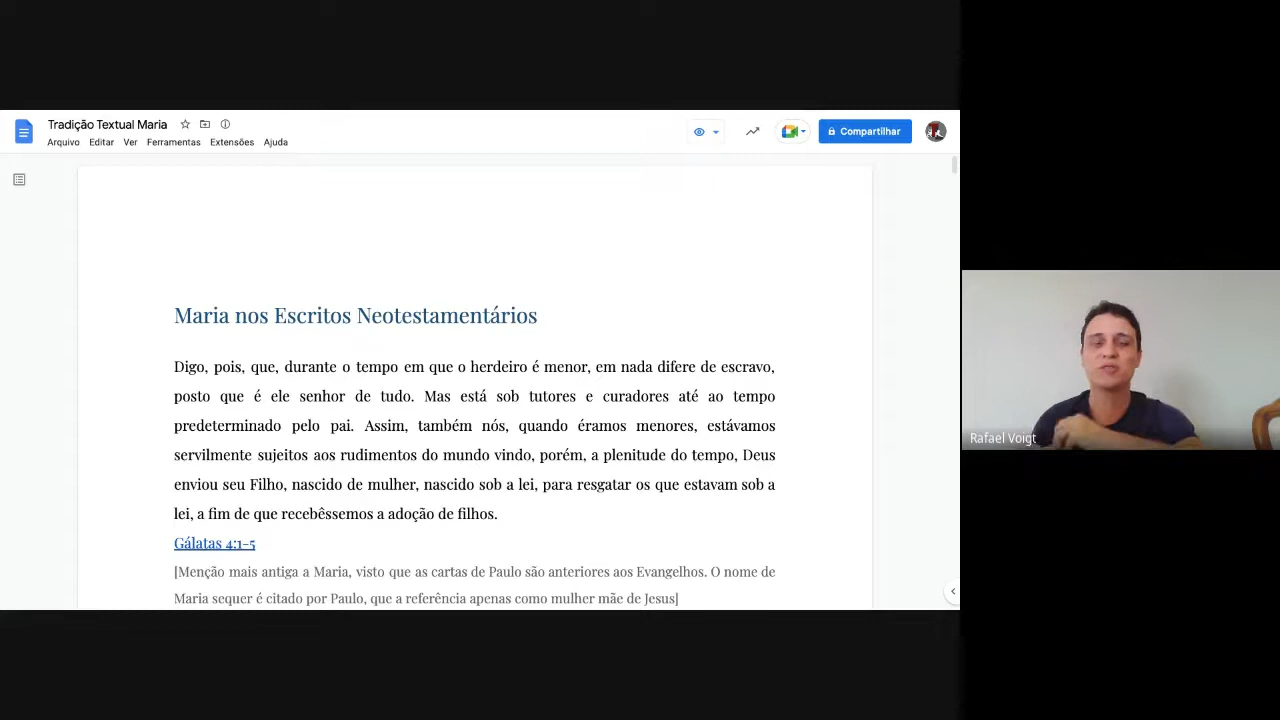 Tradição Textual Maria
Arquivo Editar Ver Ferramentas Extensões Ajuda
Compartilhar
Maria nos Escritos Neotestamentários
Digo, pois, que, durante o tempo em que o herdeiro é menor, em nada difere de escravo,
posto que é ele senhor de tudo. Mas está sob tutores e curadores até ao tempo
predeterminado pelo pai. Assim, também nós, quando éramos menores, estávamos
servilmente sujeitos aos rudimentos do mundo vindo, porém, a plenitude do tempo, Deus
enviou seu Filho, nascido de mulher, nascido sob a lei, para resgatar os que estavam sob a
lei, a fim de que recebêssemos a adoção de filhos.
Gálatas 4:1-5
[Menção mais antiga a Maria, visto que as cartas de Paulo são anteriores aos Evangelhos. O nome de
Maria sequer é citado por Paulo, que a referência apenas como mulher mãe de Jesus]
Rafael Voigt